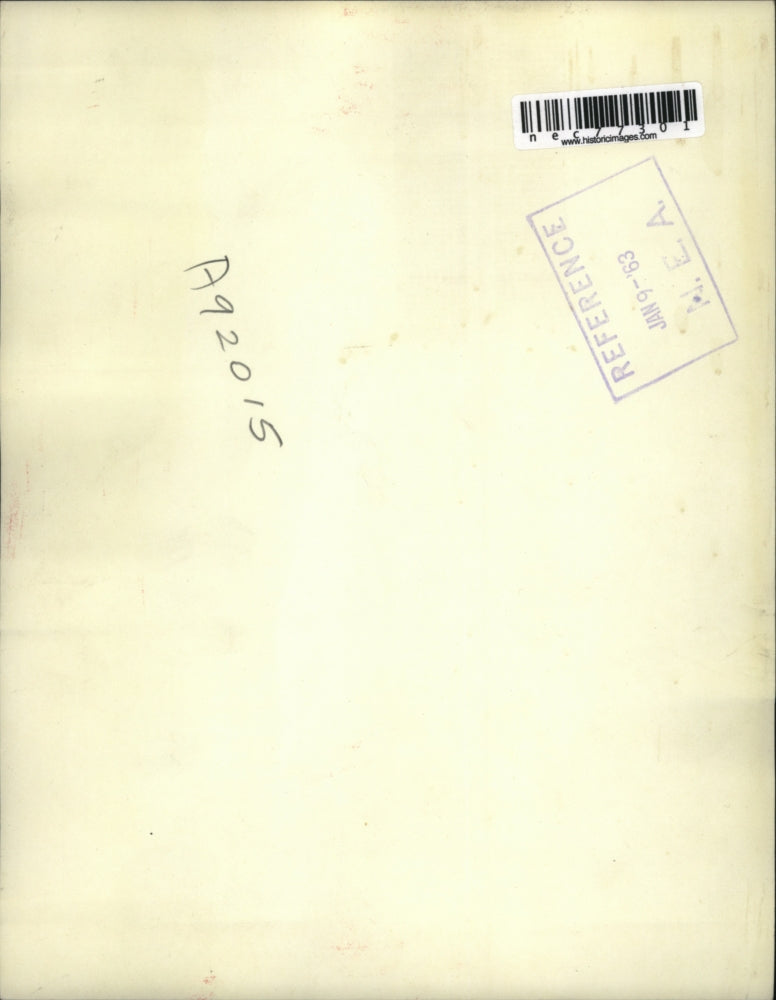 nec77301
www.historicimages.com
REFERENCE
JAN 9-'63
N. E. A.
A92015